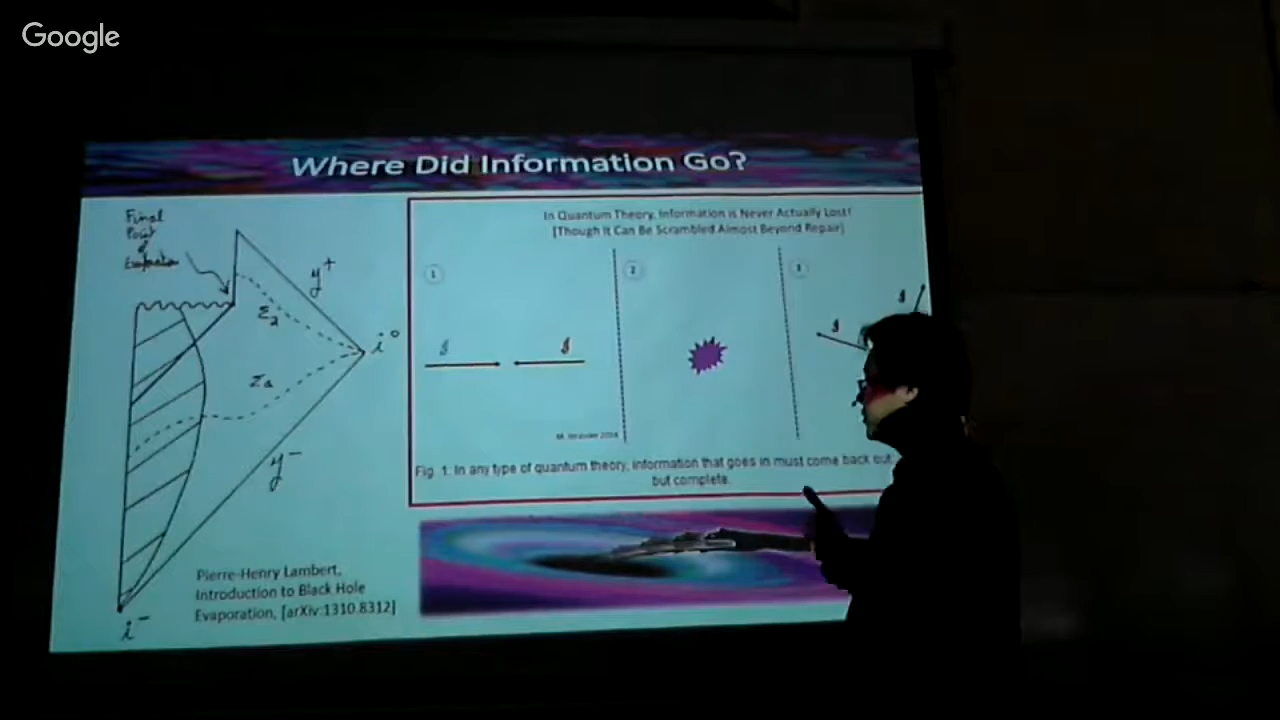 Google
Where Did Information Go?
Final
Point
of
Evaporation
y+
Σ2
i°
Σ1
y-
i-
Pierre-Henry Lambert,
Introduction to Black Hole
Evaporation, [arXiv:1310.8312]
In Quantum Theory, Information is Never Actually Lost!
[Though It Can Be Scrambled Almost Beyond Repair]
1
2
3
Fig. 1: In any type of quantum theory, information that goes in must come back out,
but complete.